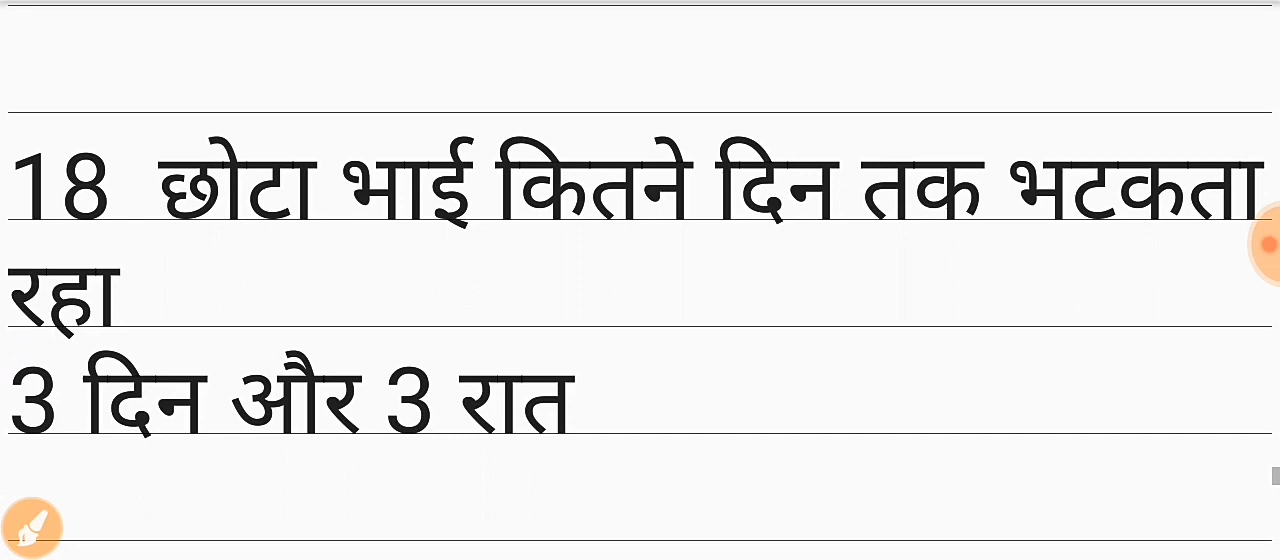 18 छोटा भाई कितने दिन तक भटकता
रहा
3 दिन और 3 रात